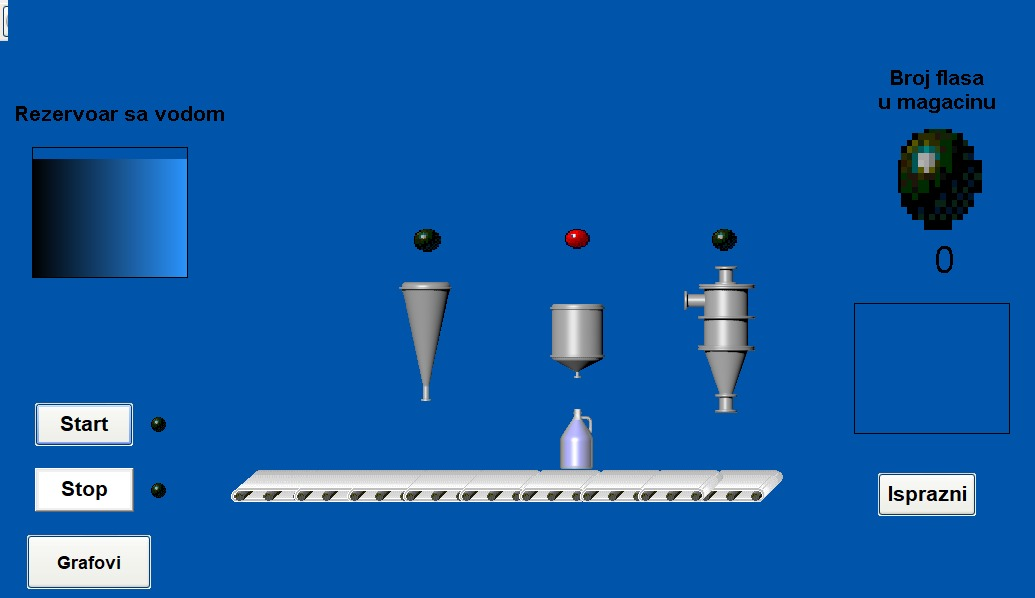 Broj flasa
u magacinu
Rezervoar sa vodom
0
Start
Stop
Isprazni
Grafovi